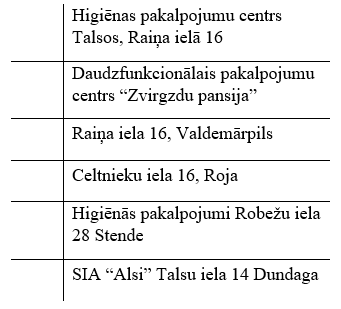 Higiēnas pakalpojumu centrs
Talsos, Raiņa ielā 16
Daudzfunkcionālais pakalpojumu
centrs “Zvirgzdu pansija”
Raiņa iela 16, Valdemārpils
Celtnieku iela 16, Roja
Higiēnās pakalpojumi Robežu iela
28 Stende
SIA “Alsi” Talsu iela 14 Dundaga